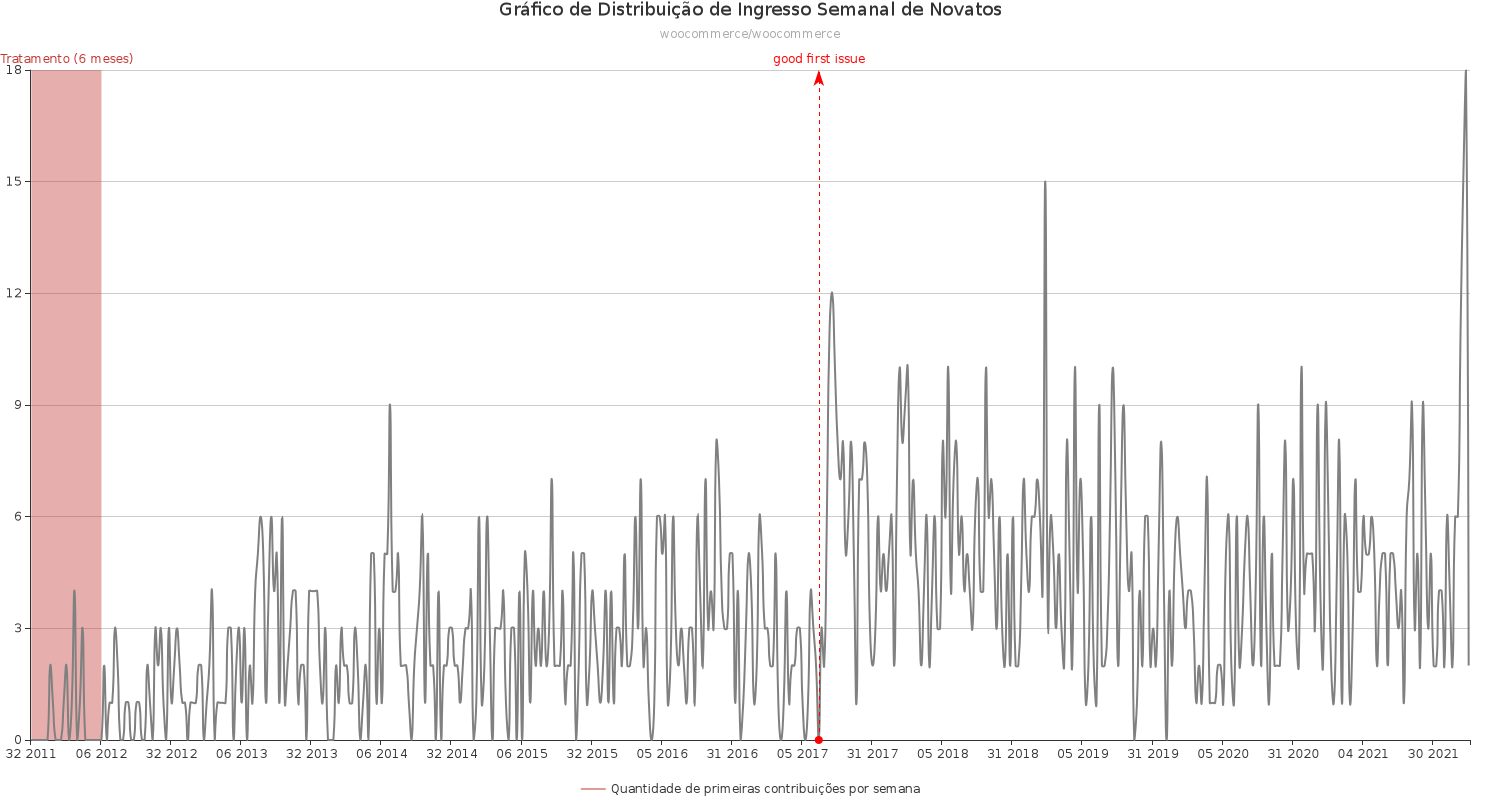 Gráfico de Distribuição de Ingresso Semanal de Novatos
woocommerce/woocommerce
Tratamento (6 meses)
good first issue
18
15
12
9
6
3
0
32 2011 06 2012 32 2012 06 2013 32 2013 06 2014 32 2014 06 2015 32 2015 05 2016 31 2016 05 2017 31 2017 05 2018 31 2018 05 2019 31 2019 05 2020 31 2020 04 2021 30 2021
Quantidade de primeiras contribuições por semana